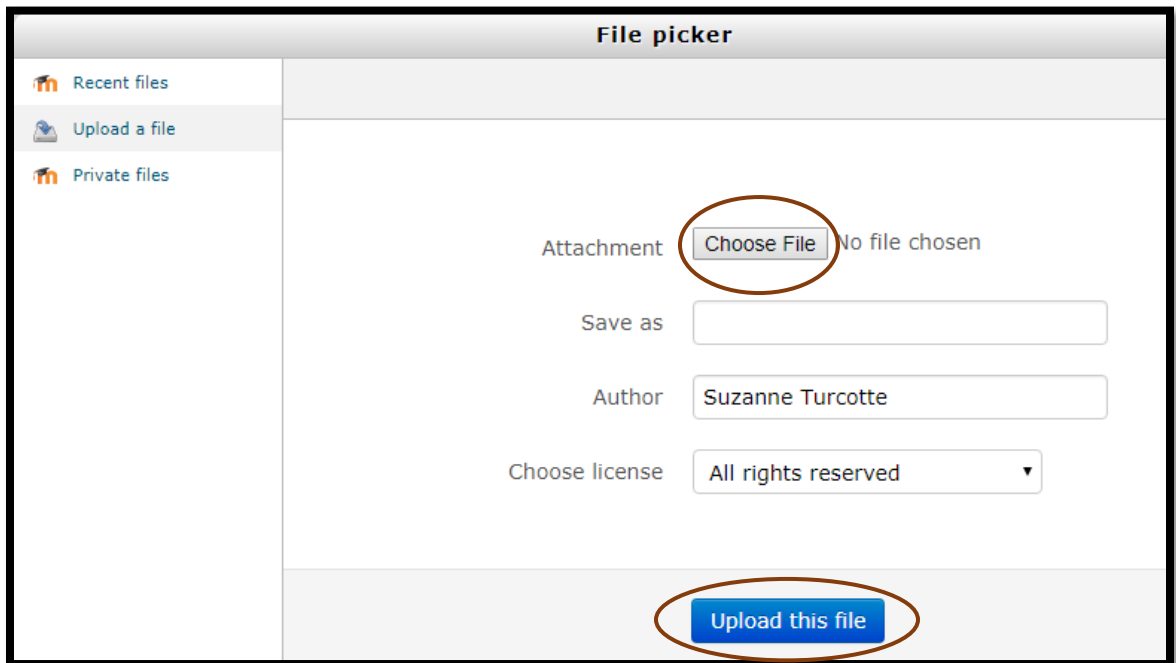 File picker
Recent files
Upload a file
Private files
Attachment Choose File No file chosen
Save as
Author Suzanne Turcotte
Choose license All rights reserved
Upload this file